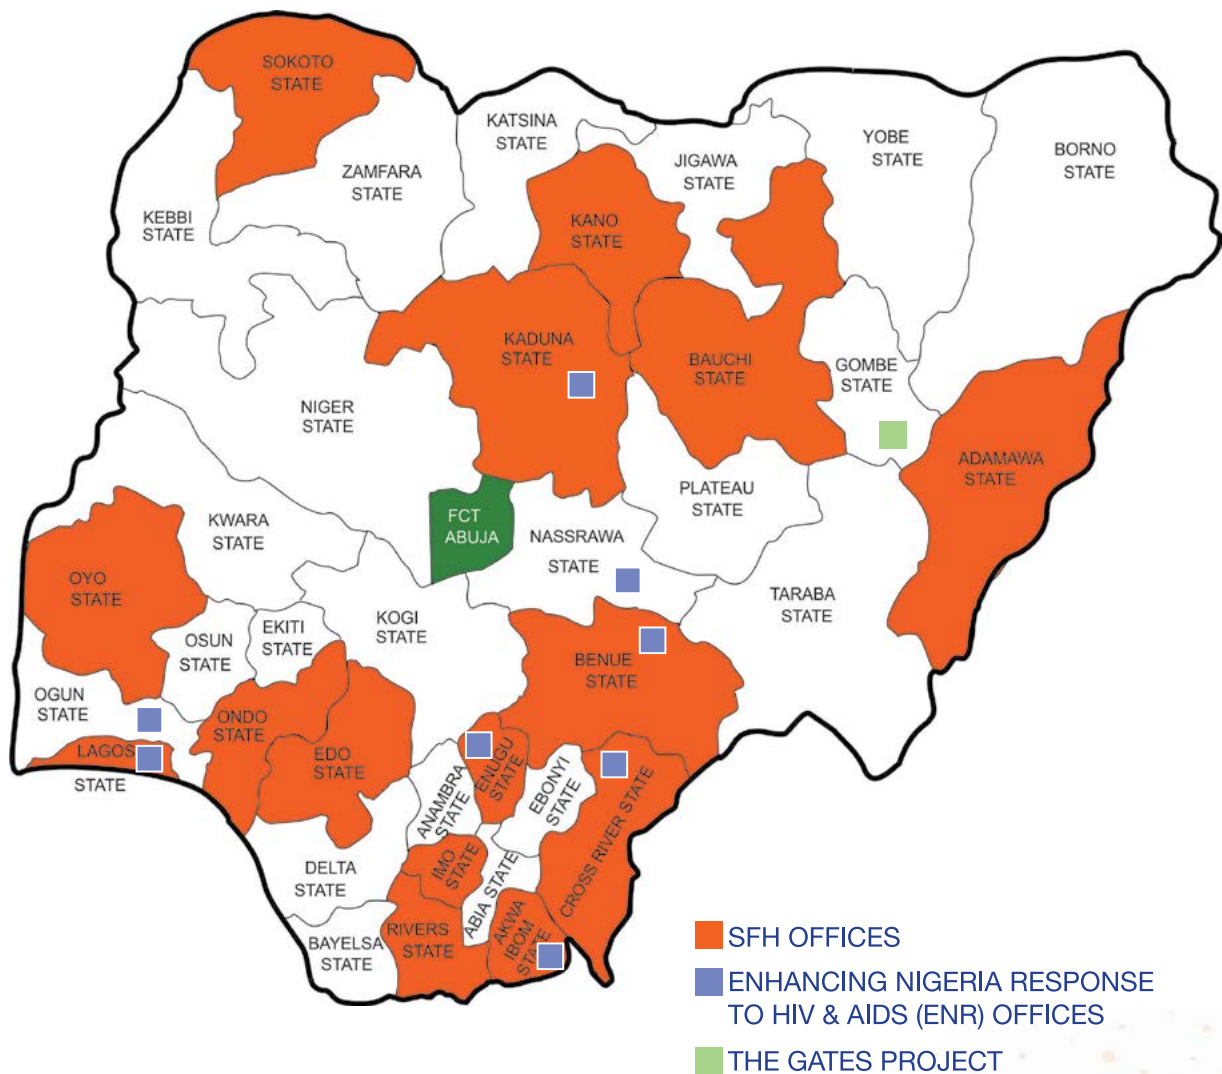 SOKOTO
STATE
KATSINA
STATE
YOBE
STATE
BORNO
STATE
ZAMFARA
STATE
JIGAWA
STATE
KEBBI
STATE
KANO
STATE
KADUNA
STATE
BAUCHI
STATE
GOMBE
STATE
NIGER
STATE
ADAMAWA
STATE
PLATEAU
STATE
KWARA
STATE
FCT
ABUJA
NASSRAWA
STATE
OYO
STATE
TARABA
STATE
KOGI
STATE
OSUN
STATE
EKITI
STATE
BENUE
STATE
OGUN
STATE
ONDO
STATE
LAGOS
STATE
EDO
STATE
ENUGU
STATE
ANAMBRA
STATE
EBONYI
STATE
CROSS RIVER STATE
IMO
STATE
DELTA
STATE
ABIA STATE
BAYELSA
STATE
RIVERS
STATE
AKWA
IBOM
STATE
SFH OFFICES
ENHANCING NIGERIA RESPONSE
TO HIV & AIDS (ENR) OFFICES
THE GATES PROJECT